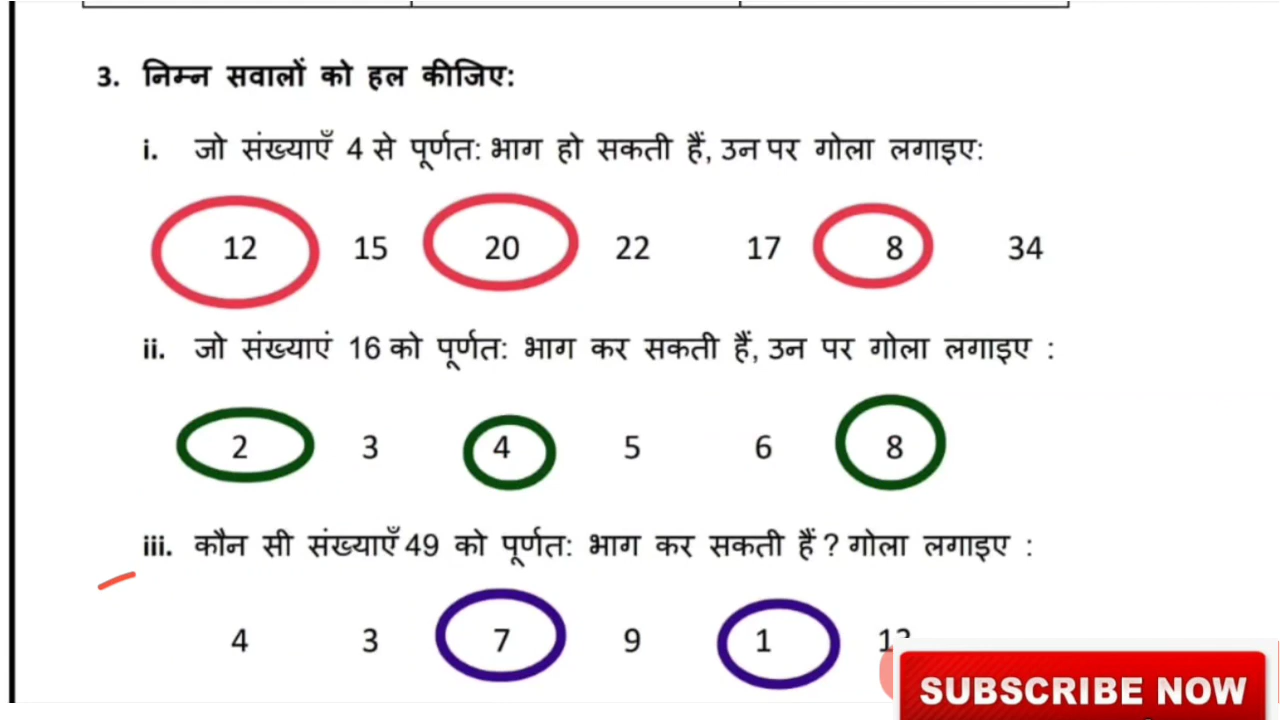 3. निम्न सवालों को हल कीजिए:
i. जो संख्याएँ 4 से पूर्णत: भाग हो सकती हैं, उन पर गोला लगाइए:
12 15 20 22 17 8 34
ii. जो संख्याएं 16 को पूर्णत: भाग कर सकती हैं, उन पर गोला लगाइए :
2 3 4 5 6 8
iii. कौन सी संख्याएँ 49 को पूर्णत: भाग कर सकती हैं ? गोला लगाइए :
4 3 7 9 1
SUBSCRIBE NOW